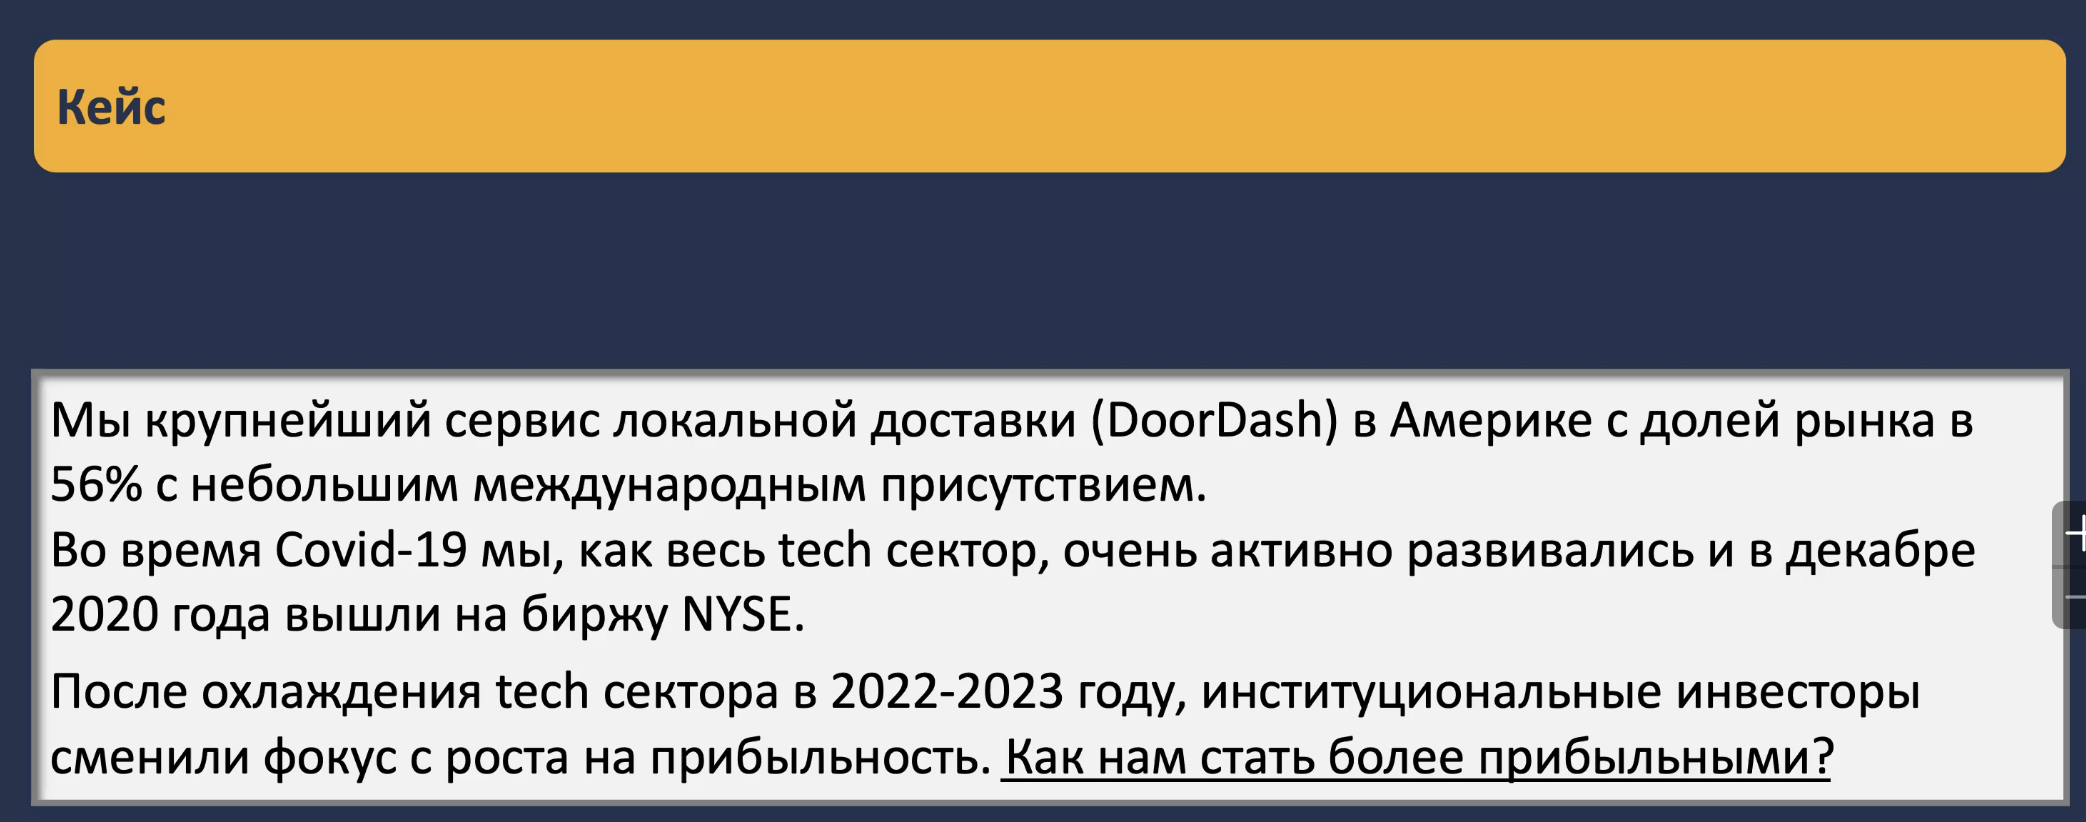 Кейс
Мы крупнейший сервис локальной доставки (DoorDash) в Америке с долей рынка в
56% с небольшим международным присутствием.
Во время Covid-19 мы, как весь tech сектор, очень активно развивались и в декабре
2020 года вышли на биржу NYSE.
После охлаждения tech сектора в 2022-2023 году, институциональные инвесторы
сменили фокус с роста на прибыльность. Как нам стать более прибыльными?